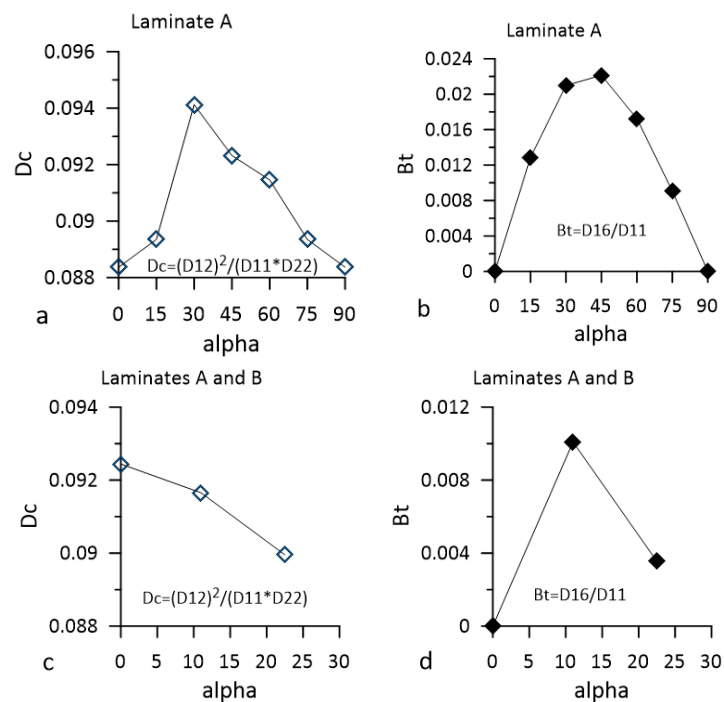 Laminate A
0.096
0.094
0.092
0.09
0.088
Dc
Dc=(D12)²/(D11*D22)
0 15 30 45 60 75 90
alpha
a
Laminate A
0.024
0.02
0.016
0.012
0.008
0.004
0
Bt
Bt=D16/D11
0 15 30 45 60 75 90
alpha
b
Laminates A and B
0.094
0.092
0.09
0.088
Dc
Dc=(D12)²/(D11*D22)
0 5 10 15 20 25 30
alpha
c
Laminates A and B
0.012
0.008
0.004
0
Bt
Bt=D16/D11
0 5 10 15 20 25 30
alpha
d